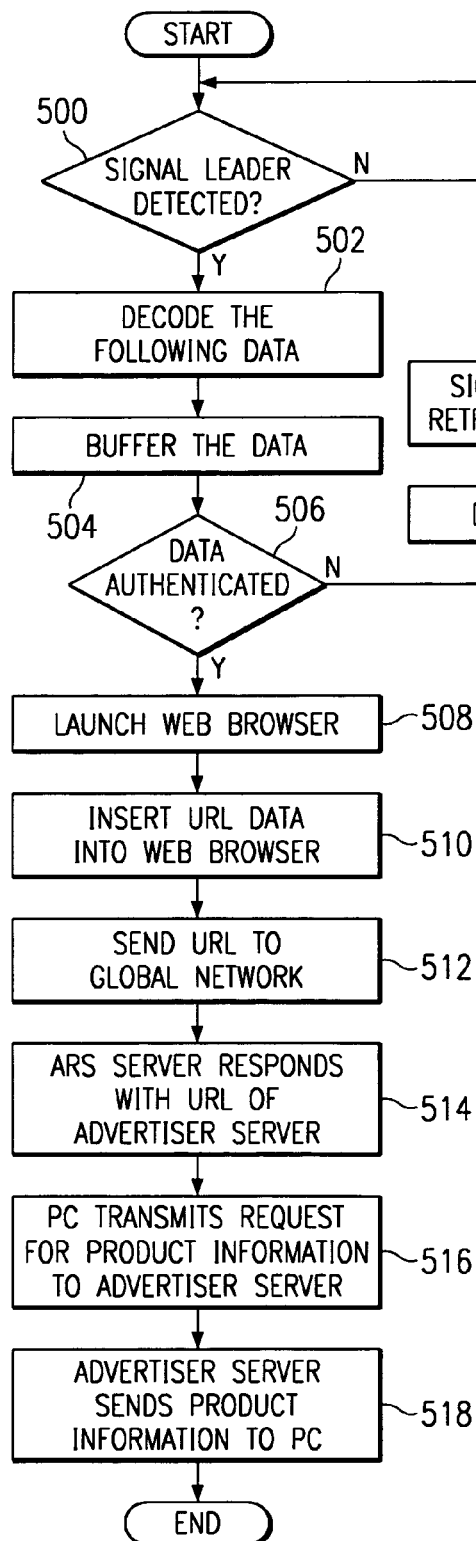 START
500
SIGNAL LEADER
DETECTED?
N
Y
502
DECODE THE
FOLLOWING DATA
BUFFER THE DATA
504
506
DATA
AUTHENTICATED
?
N
Y
LAUNCH WEB BROWSER
508
INSERT URL DATA
INTO WEB BROWSER
510
SEND URL TO
GLOBAL NETWORK
512
ARS SERVER RESPONDS
WITH URL OF
ADVERTISER SERVER
514
PC TRANSMITS REQUEST
FOR PRODUCT INFORMATION
TO ADVERTISER SERVER
516
ADVERTISER SERVER
SENDS PRODUCT
INFORMATION TO PC
518
END